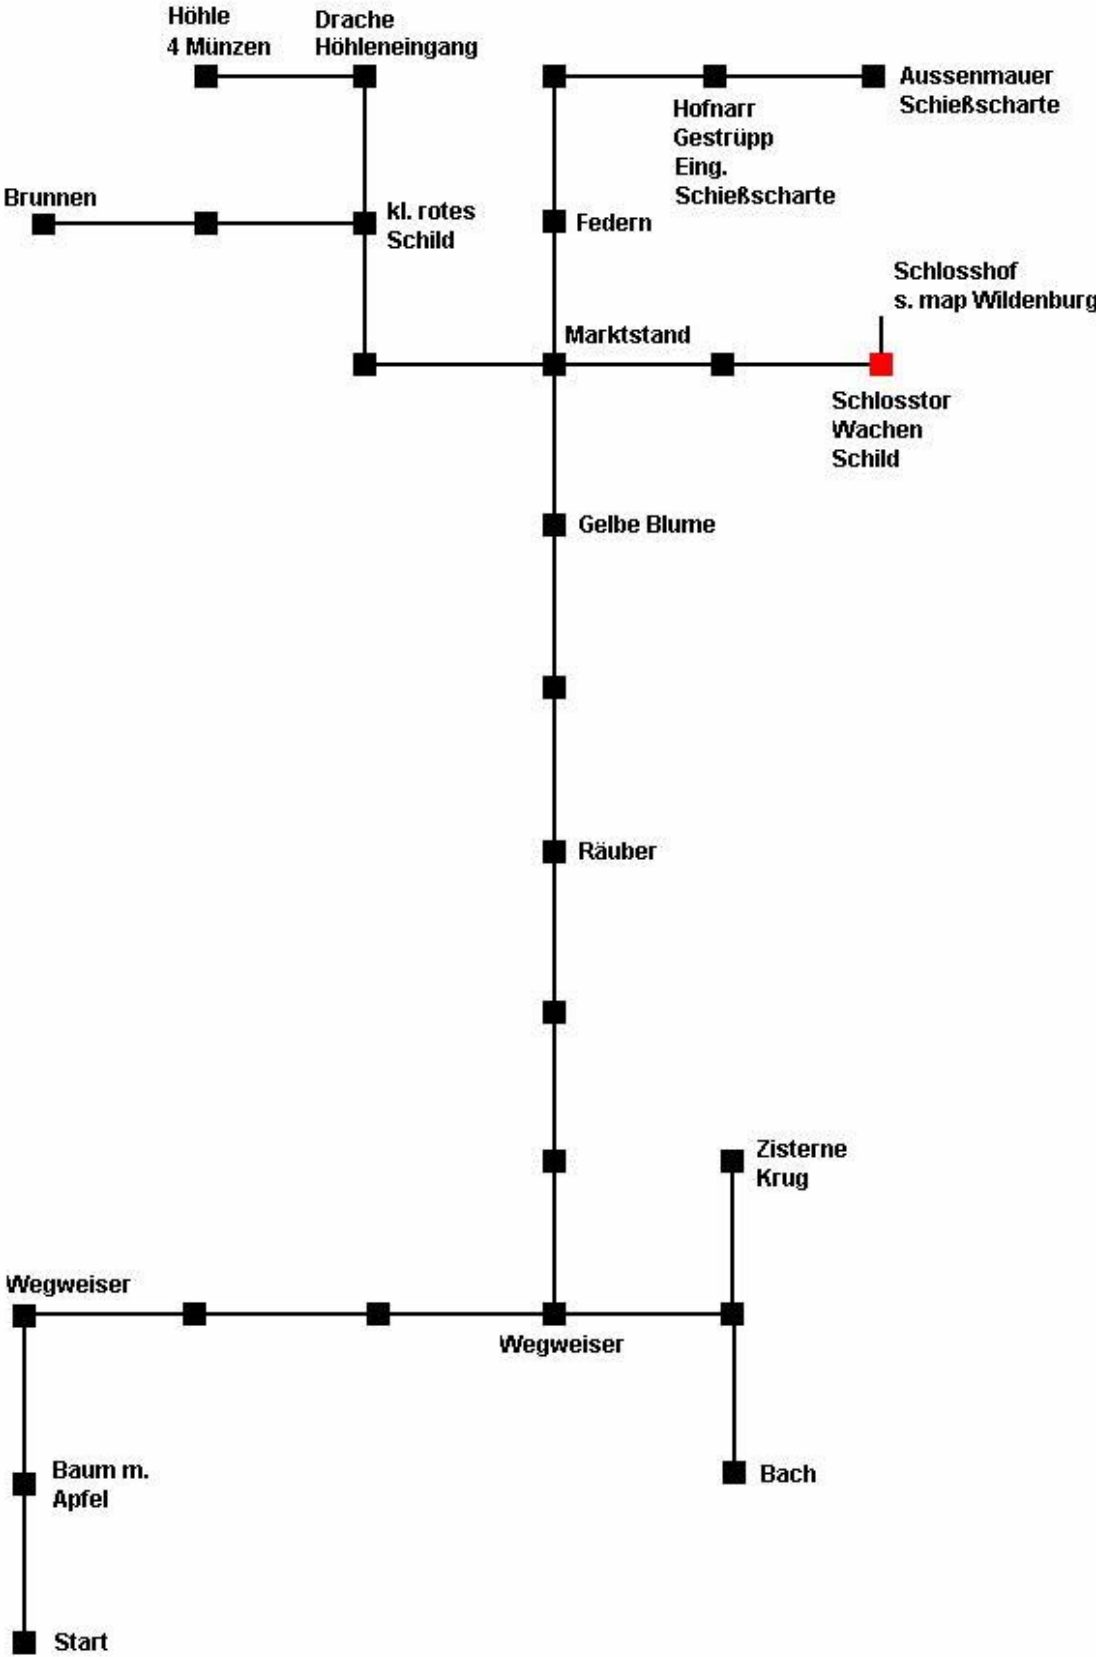 Höhle
4 Münzen
Drache
Höhleneingang
Aussenmauer
Schießscharte
Hofnarr
Gestrüpp
Eing.
Schießscharte
Brunnen
kl. rotes
Schild
Federn
Schlosshof
s. map Wildenburg
Marktstand
Schlosstor
Wachen
Schild
Gelbe Blume
Räuber
Zisterne
Krug
Wegweiser
Wegweiser
Baum m.
Apfel
Bach
Start